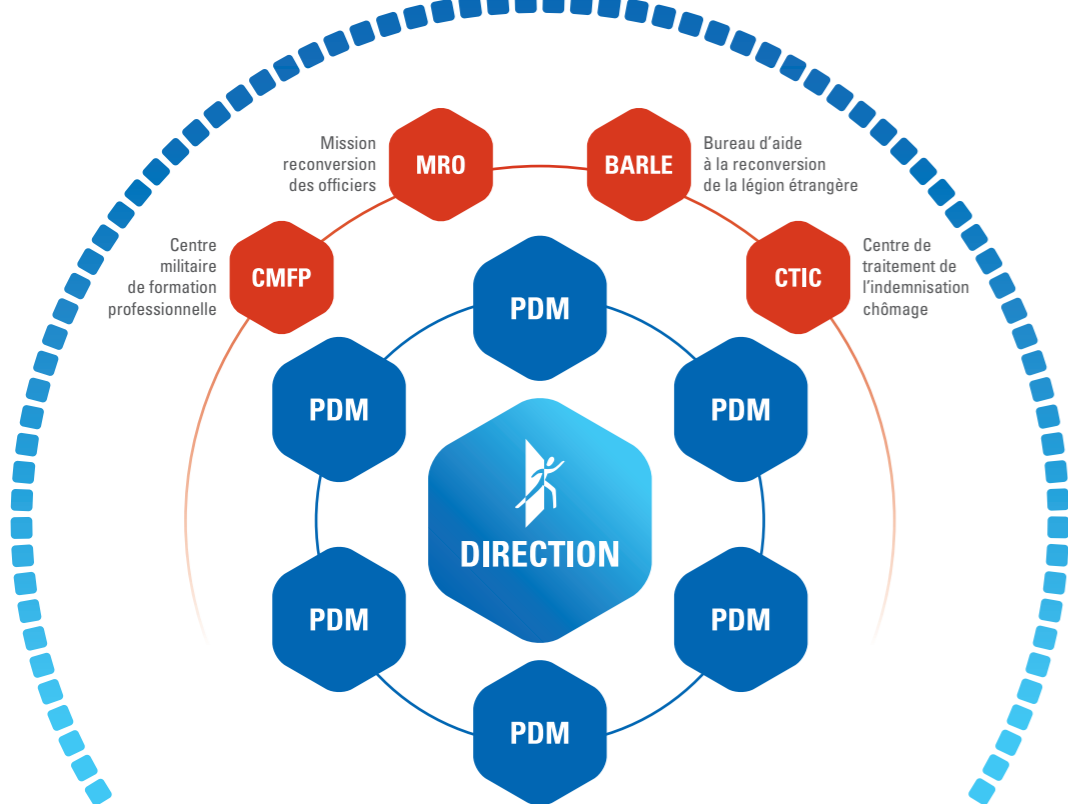 Mission
reconversion
des officiers
MRO
BARLE
Bureau d’aide
à la reconversion
de la légion étrangère
Centre
militaire
de formation
professionnelle
CMFP
CTIC
Centre de
traitement de
l’indemnisation
chômage
PDM
PDM
PDM
DIRECTION
PDM
PDM
PDM